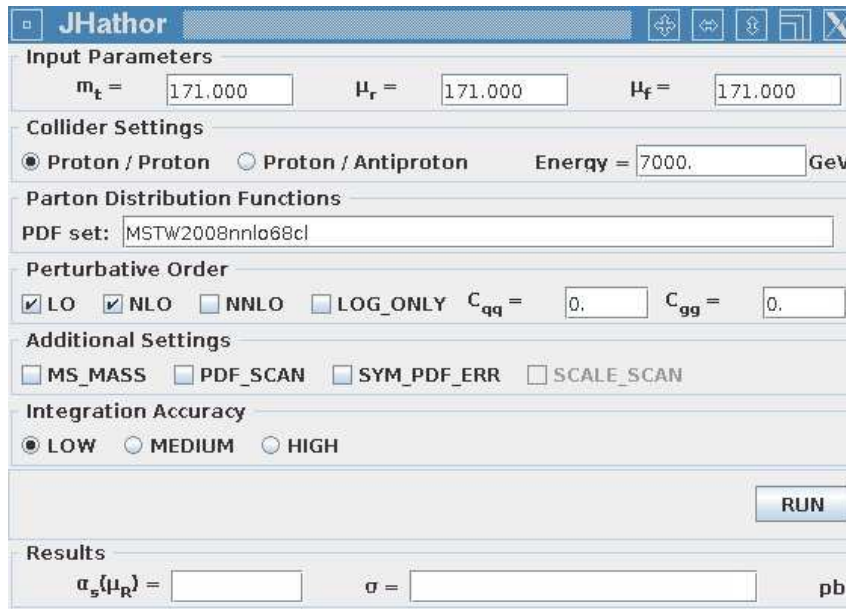 JHathor
Input Parameters
mt = 171.000 μr = 171.000 μf = 171.000
Collider Settings
Proton / Proton Proton / Antiproton Energy = 7000. GeV
Parton Distribution Functions
PDF set: MSTW2008nnlo68cl
Perturbative Order
LO NLO NNLO LOG_ONLY Cqq = 0. Cgg = 0.
Additional Settings
MS_MASS PDF_SCAN SYM_PDF_ERR SCALE_SCAN
Integration Accuracy
LOW MEDIUM HIGH
RUN
Results
αs(μR) = σ = pb